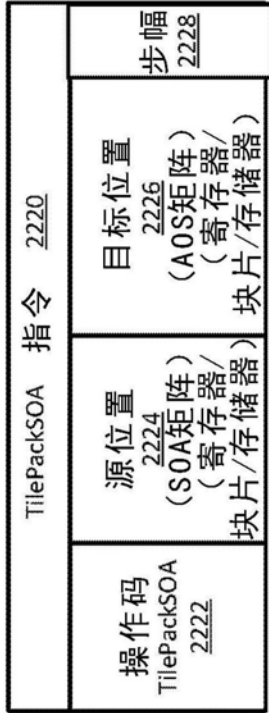 TilePackSOA 指令 2220
操作码
TilePackSOA
2222
源位置
2224
(SOA矩阵)
(寄存器/
块片/存储器)
目标位置
2226
(AOS矩阵)
(寄存器/
块片/存储器)
步幅
2228